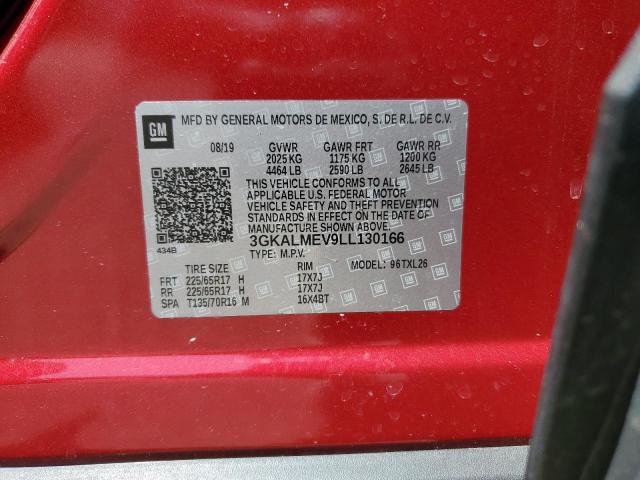 GM MFD BY GENERAL MOTORS DE MEXICO, S. DE R.L. DE C.V.
08/19 GVWR GAWR FRT GAWR RR
2025 KG 1175 KG 1200 KG
4464 LB 2590 LB 2645 LB
THIS VEHICLE CONFORMS TO ALL
APPLICABLE U.S. FEDERAL MOTOR
VEHICLE SAFETY AND THEFT
PREVENTION STANDARDS IN EFFECT
ON THE DATE OF
MANUFACTURE SHOWN ABOVE.
434B 3GKALMEV9LL130166
TYPE: M.P.V. MODEL: 96TXL26
TIRE SIZE RIM
FRT 225/65R17 H 17X7J
RR 225/65R17 H 17X7J
SPA T135/70R16 M 16X4BT